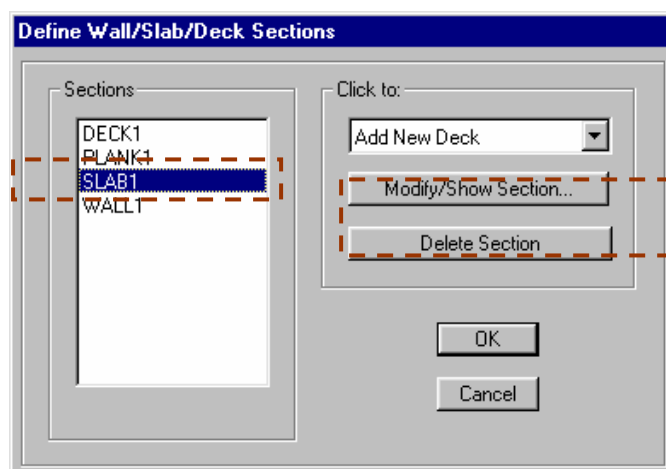 Define Wall/Slab/Deck Sections
Sections
DECK1
PLANK1
SLAB1
WALL1
Click to:
Add New Deck
Modify/Show Section...
Delete Section
OK
Cancel